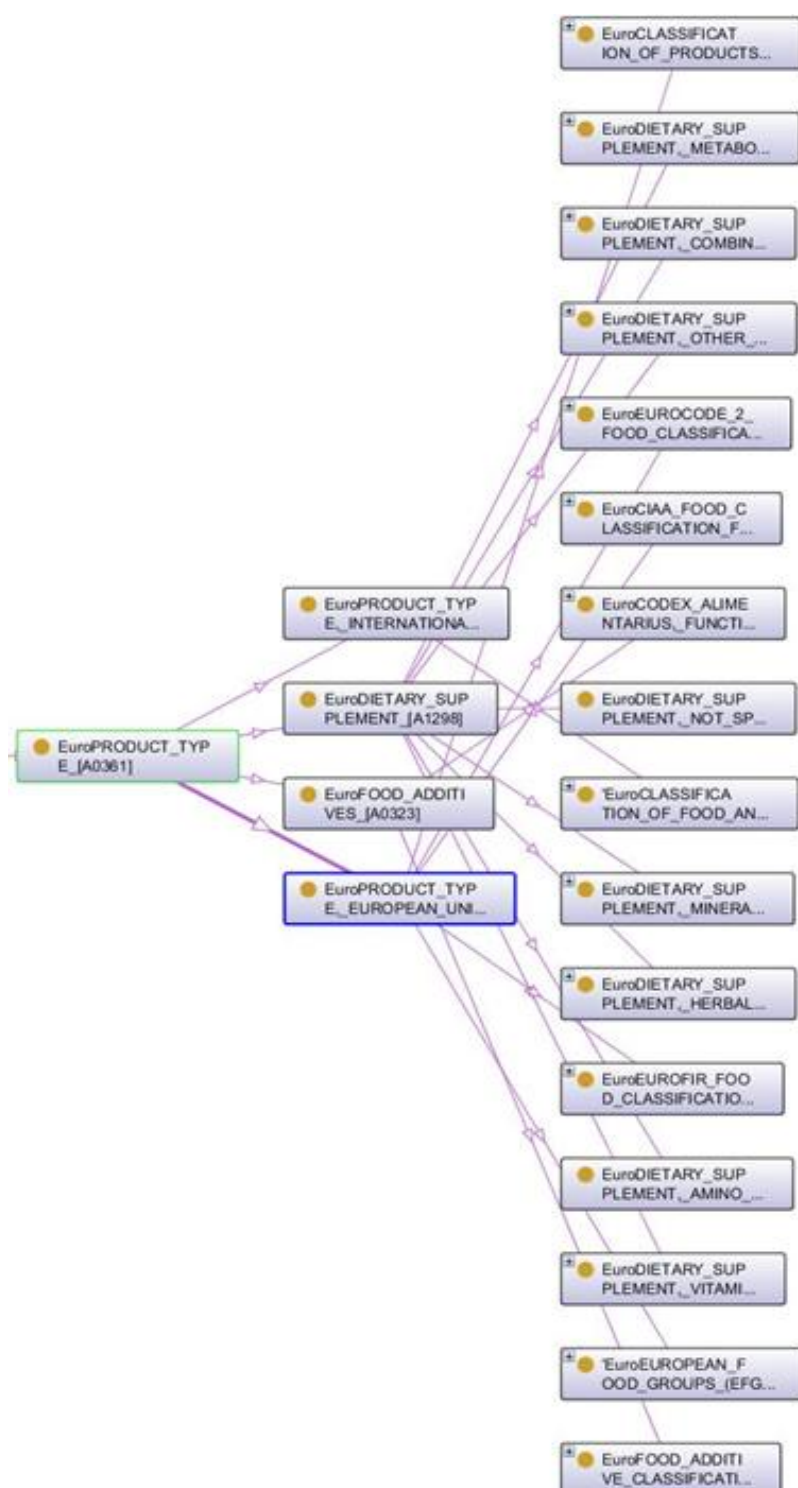 EuroCLASSIFICAT
ION_OF_PRODUCTS...
EuroDIETARY_SUP
PLEMENT,_METABO...
EuroDIETARY_SUP
PLEMENT,_COMBIN...
EuroDIETARY_SUP
PLEMENT,_OTHER_...
EuroEUROCODE_2_
FOOD_CLASSIFICA...
EuroCIAA_FOOD_C
LASSIFICATION_F...
EuroPRODUCT_TYP
E,_INTERNATIONA...
EuroCODEX_ALIME
NTARIUS,_FUNCTI...
EuroDIETARY_SUP
PLEMENT_[A1298]
EuroDIETARY_SUP
PLEMENT,_NOT_SP...
EuroPRODUCT_TYP
E_[A0361]
EuroFOOD_ADDITI
VES_[A0323]
'EuroCLASSIFICA
TION_OF_FOOD_AN...
EuroPRODUCT_TYP
E,_EUROPEAN_UNI...
EuroDIETARY_SUP
PLEMENT,_MINERA...
EuroDIETARY_SUP
PLEMENT,_HERBAL...
EuroEUROFIR_FOO
D_CLASSIFICATIO...
EuroDIETARY_SUP
PLEMENT,_AMINO_...
EuroDIETARY_SUP
PLEMENT,_VITAMI...
'EuroEUROPEAN_F
OOD_GROUPS_(EFG...
EuroFOOD_ADDITI
VE_CLASSIFICATI...